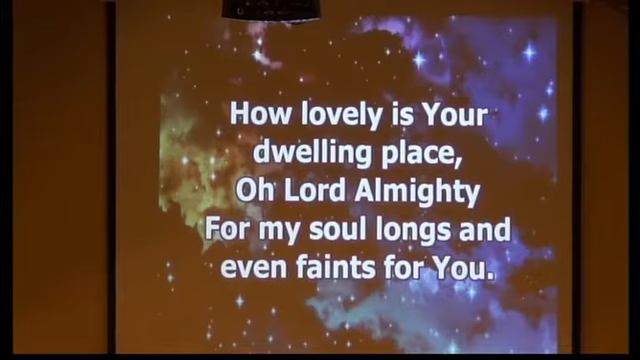 How lovely is Your
dwelling place,
Oh Lord Almighty
For my soul longs and
even faints for You.